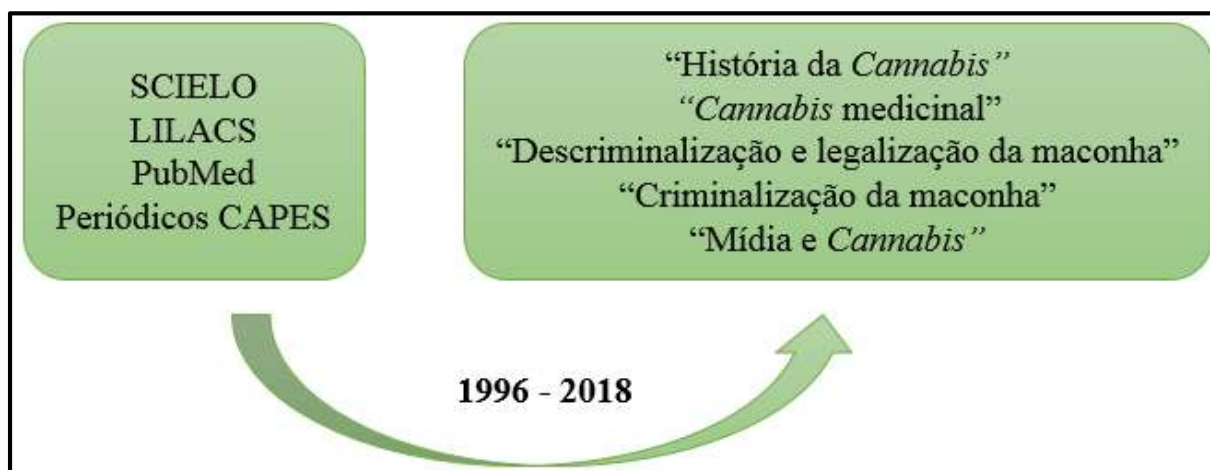 SCIELO
LILACS
PubMed
Periódicos CAPES
“História da Cannabis”
“Cannabis medicinal”
“Descriminalização e legalização da maconha”
“Criminalização da maconha”
“Mídia e Cannabis”
1996 - 2018